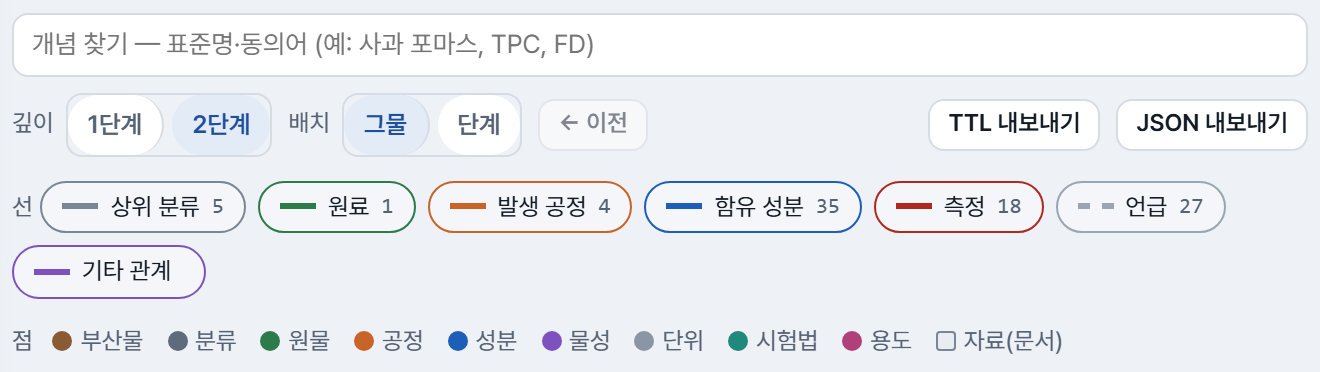 개념 찾기 — 표준명·동의어 (예: 사과 포마스, TPC, FD)
깊이 1단계 2단계 배치 그물 단계 ← 이전 TTL 내보내기 JSON 내보내기
선 상위 분류 5 원료 1 발생 공정 4 함유 성분 35 측정 18 언급 27
기타 관계
점 부산물 분류 원물 공정 성분 물성 단위 시험법 용도 자료(문서)